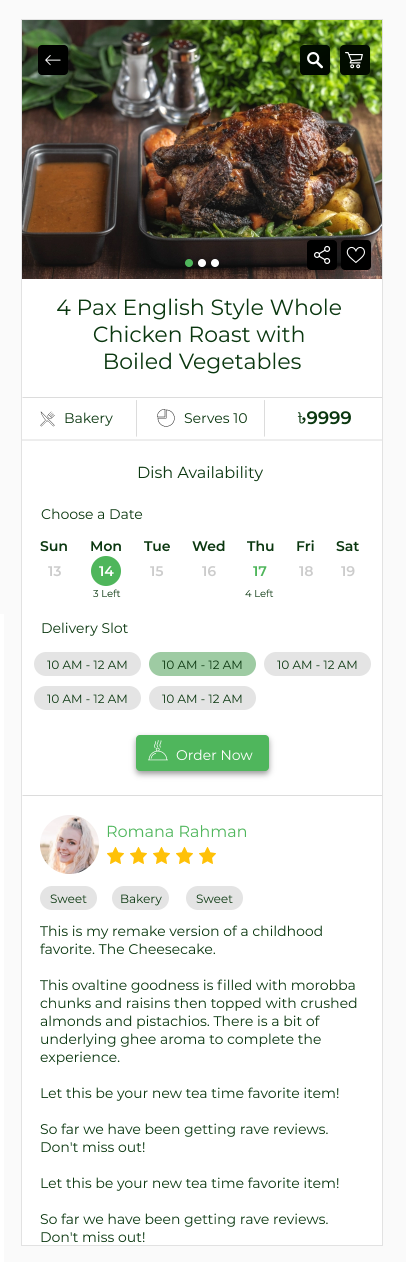 4 Pax English Style Whole
Chicken Roast with
Boiled Vegetables
Bakery Serves 10 ৳9999
Dish Availability
Choose a Date
Sun Mon Tue Wed Thu Fri Sat
13 14 15 16 17 18 19
3 Left 4 Left
Delivery Slot
10 AM - 12 AM 10 AM - 12 AM 10 AM - 12 AM
10 AM - 12 AM 10 AM - 12 AM
Order Now
Romana Rahman
Sweet Bakery Sweet
This is my remake version of a childhood
favorite. The Cheesecake.
This ovaltine goodness is filled with morobba
chunks and raisins then topped with crushed
almonds and pistachios. There is a bit of
underlying ghee aroma to complete the
experience.
Let this be your new tea time favorite item!
So far we have been getting rave reviews.
Don't miss out!
Let this be your new tea time favorite item!
So far we have been getting rave reviews.
Don't miss out!